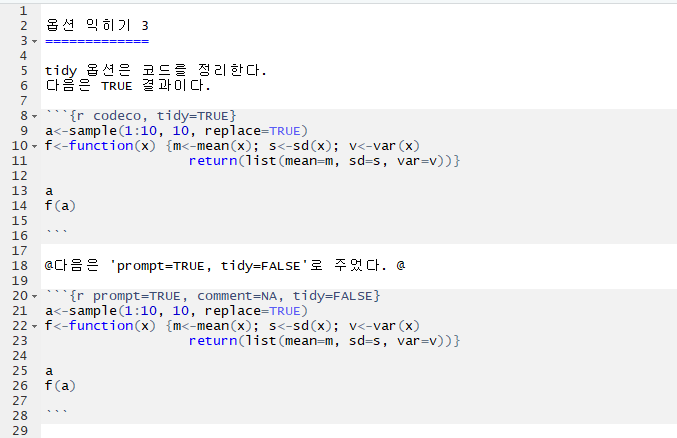 1
2 옵션 익히기 3
3 =============
4
5 tidy 옵션은 코드를 정리한다.
6 다음은 TRUE 결과이다.
7
8 ```{r codeco, tidy=TRUE}
9 a<-sample(1:10, 10, replace=TRUE)
10 f<-function(x) {m<-mean(x); s<-sd(x); v<-var(x)
11                   return(list(mean=m, sd=s, var=v))}
12
13 a
14 f(a)
15
16 ```
17
18 @다음은 'prompt=TRUE, tidy=FALSE'로 주었다. @
19
20 ```{r prompt=TRUE, comment=NA, tidy=FALSE}
21 a<-sample(1:10, 10, replace=TRUE)
22 f<-function(x) {m<-mean(x); s<-sd(x); v<-var(x)
23                   return(list(mean=m, sd=s, var=v))}
24
25 a
26 f(a)
27
28 ```
29